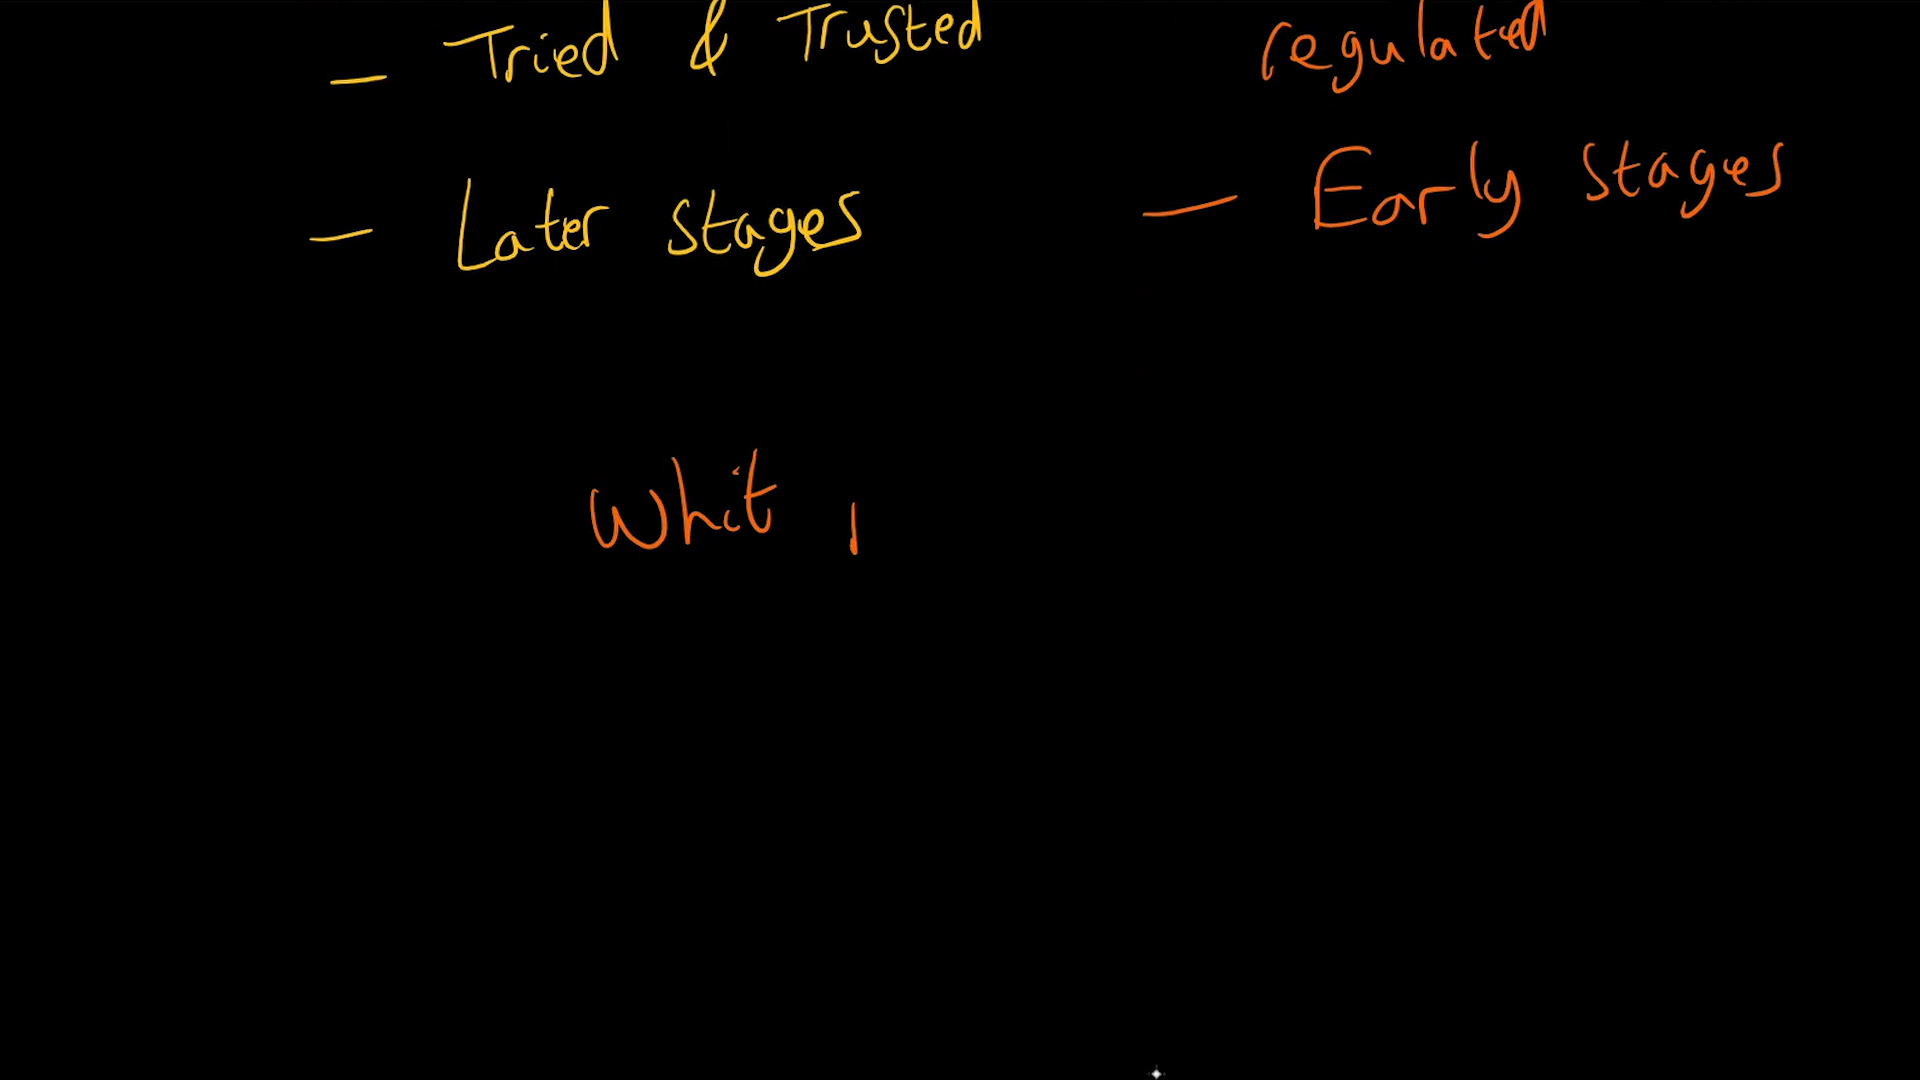 - Tried & Trusted
- Later stages
regulated
- Early stages
Whit